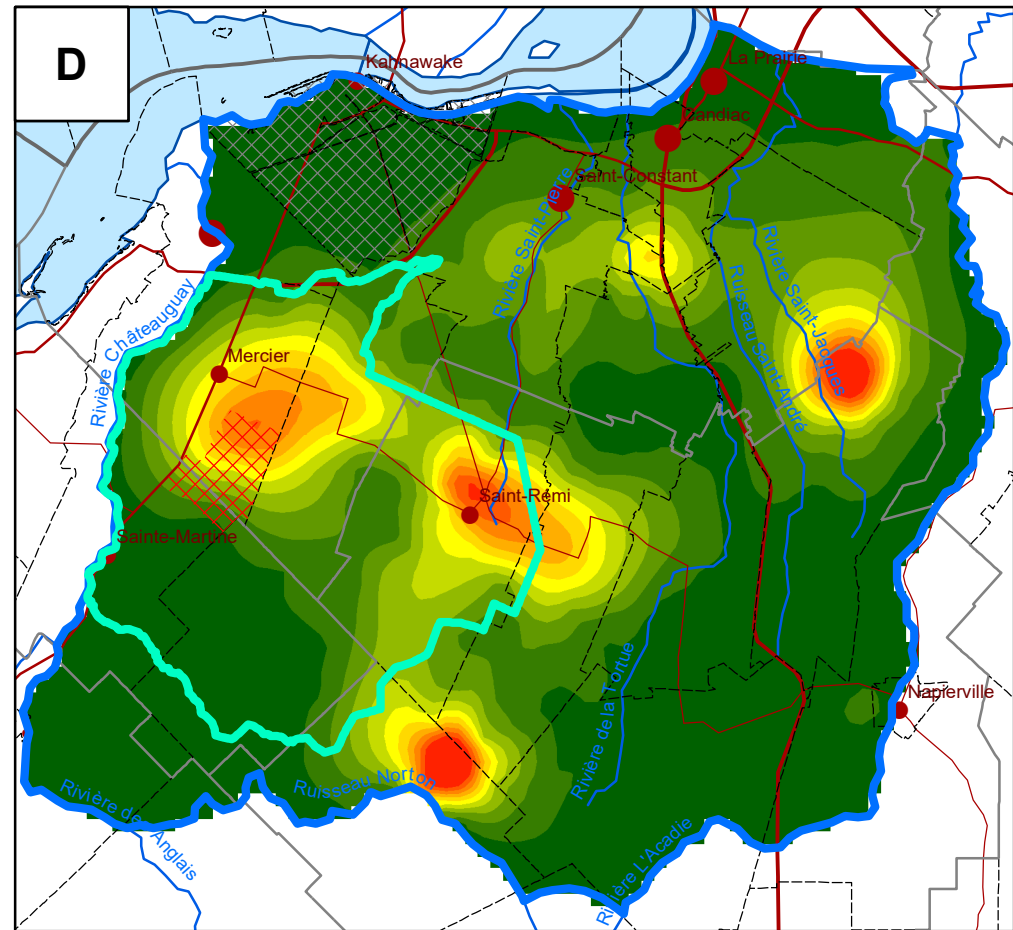 D
Kahnawake
La Prairie
Candiac
Saint-Constant
Rivière Saint-Pierre
Rivière Saint-Jacques
Ruisseau Saint-André
Rivière Châteauguay
Mercier
Saint-Rémi
Sainte-Martine
Rivière de la Tortue
Napierville
Ruisseau Norton
Rivière des Anglais
Rivière L'Acadie